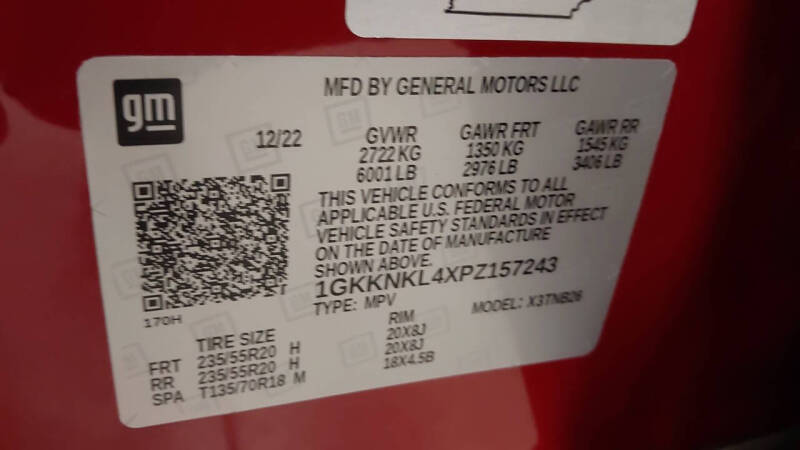 gm
MFD BY GENERAL MOTORS LLC
12/22 GVWR GAWR FRT GAWR RR
2722 KG 1350 KG 1545 KG
6001 LB 2976 LB 3406 LB
THIS VEHICLE CONFORMS TO ALL
APPLICABLE U.S. FEDERAL MOTOR
VEHICLE SAFETY STANDARDS IN EFFECT
ON THE DATE OF MANUFACTURE
SHOWN ABOVE.
1GKKNKL4XPZ157243
TYPE: MPV MODEL: X3TNB26
170H
TIRE SIZE RIM
FRT 235/55R20 H 20X8J
RR 235/55R20 H 20X8J
SPA T135/70R18 M 18X4.5B